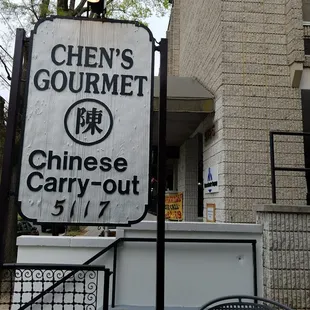 CHEN'S
GOURMET
陳
Chinese
Carry-out
5117